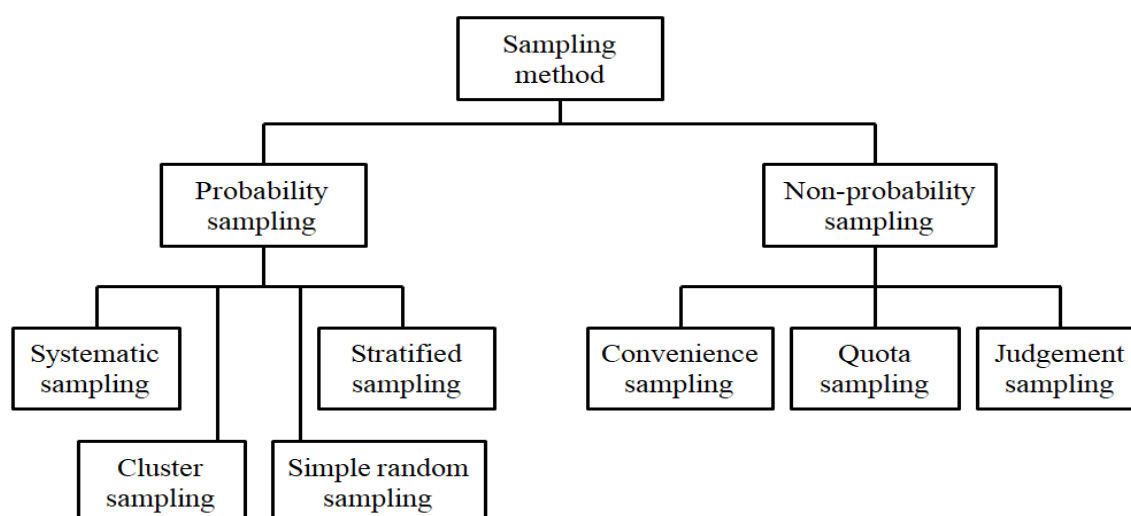 Sampling
method
Probability
sampling
Non-probability
sampling
Systematic
sampling
Stratified
sampling
Convenience
sampling
Quota
sampling
Judgement
sampling
Cluster
sampling
Simple random
sampling